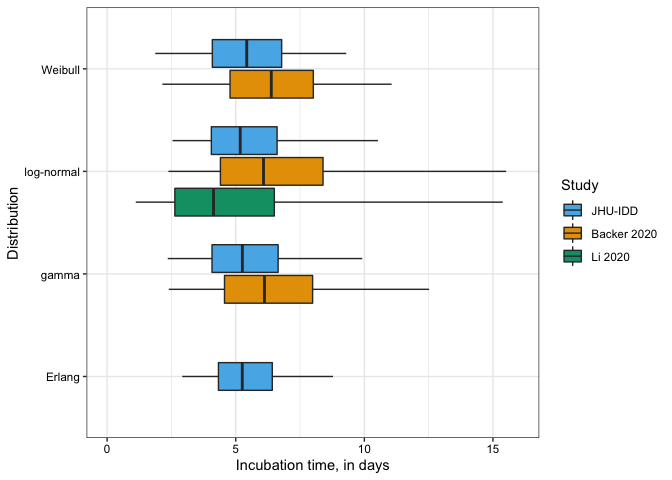 Distribution
Weibull
log-normal
gamma
Erlang
0
5
10
15
Incubation time, in days
Study
JHU-IDD
Backer 2020
Li 2020